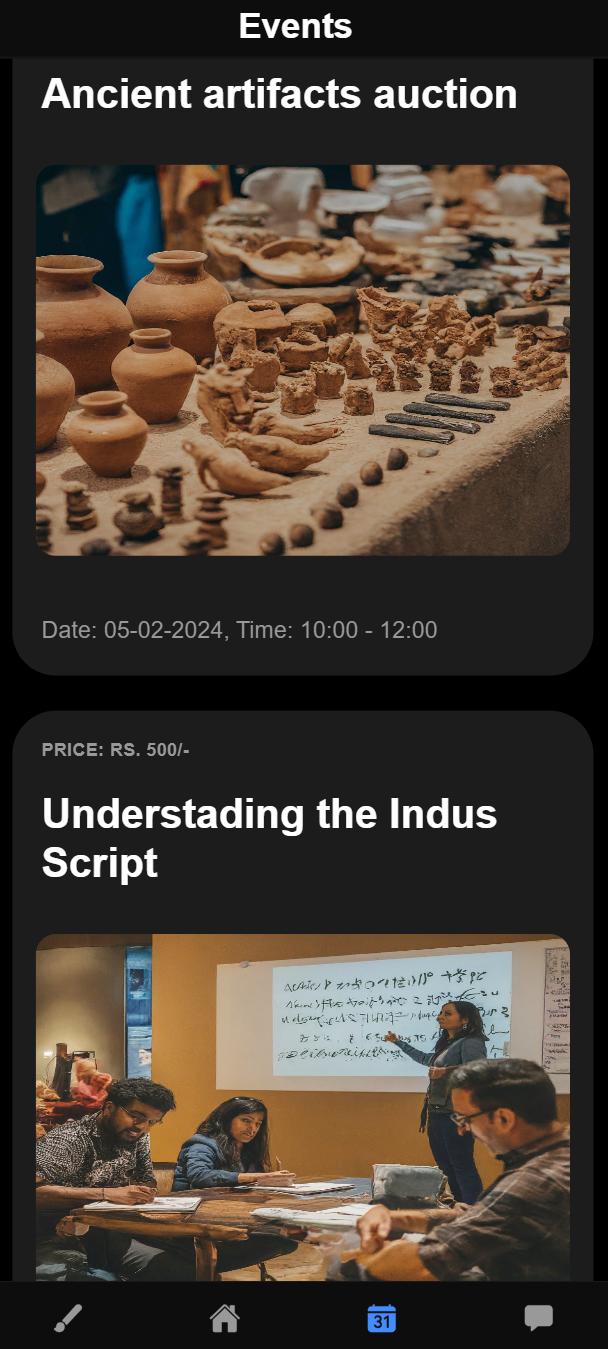 Events
Ancient artifacts auction
Date: 05-02-2024, Time: 10:00 - 12:00
PRICE: RS. 500/-
Understading the Indus
Script
31